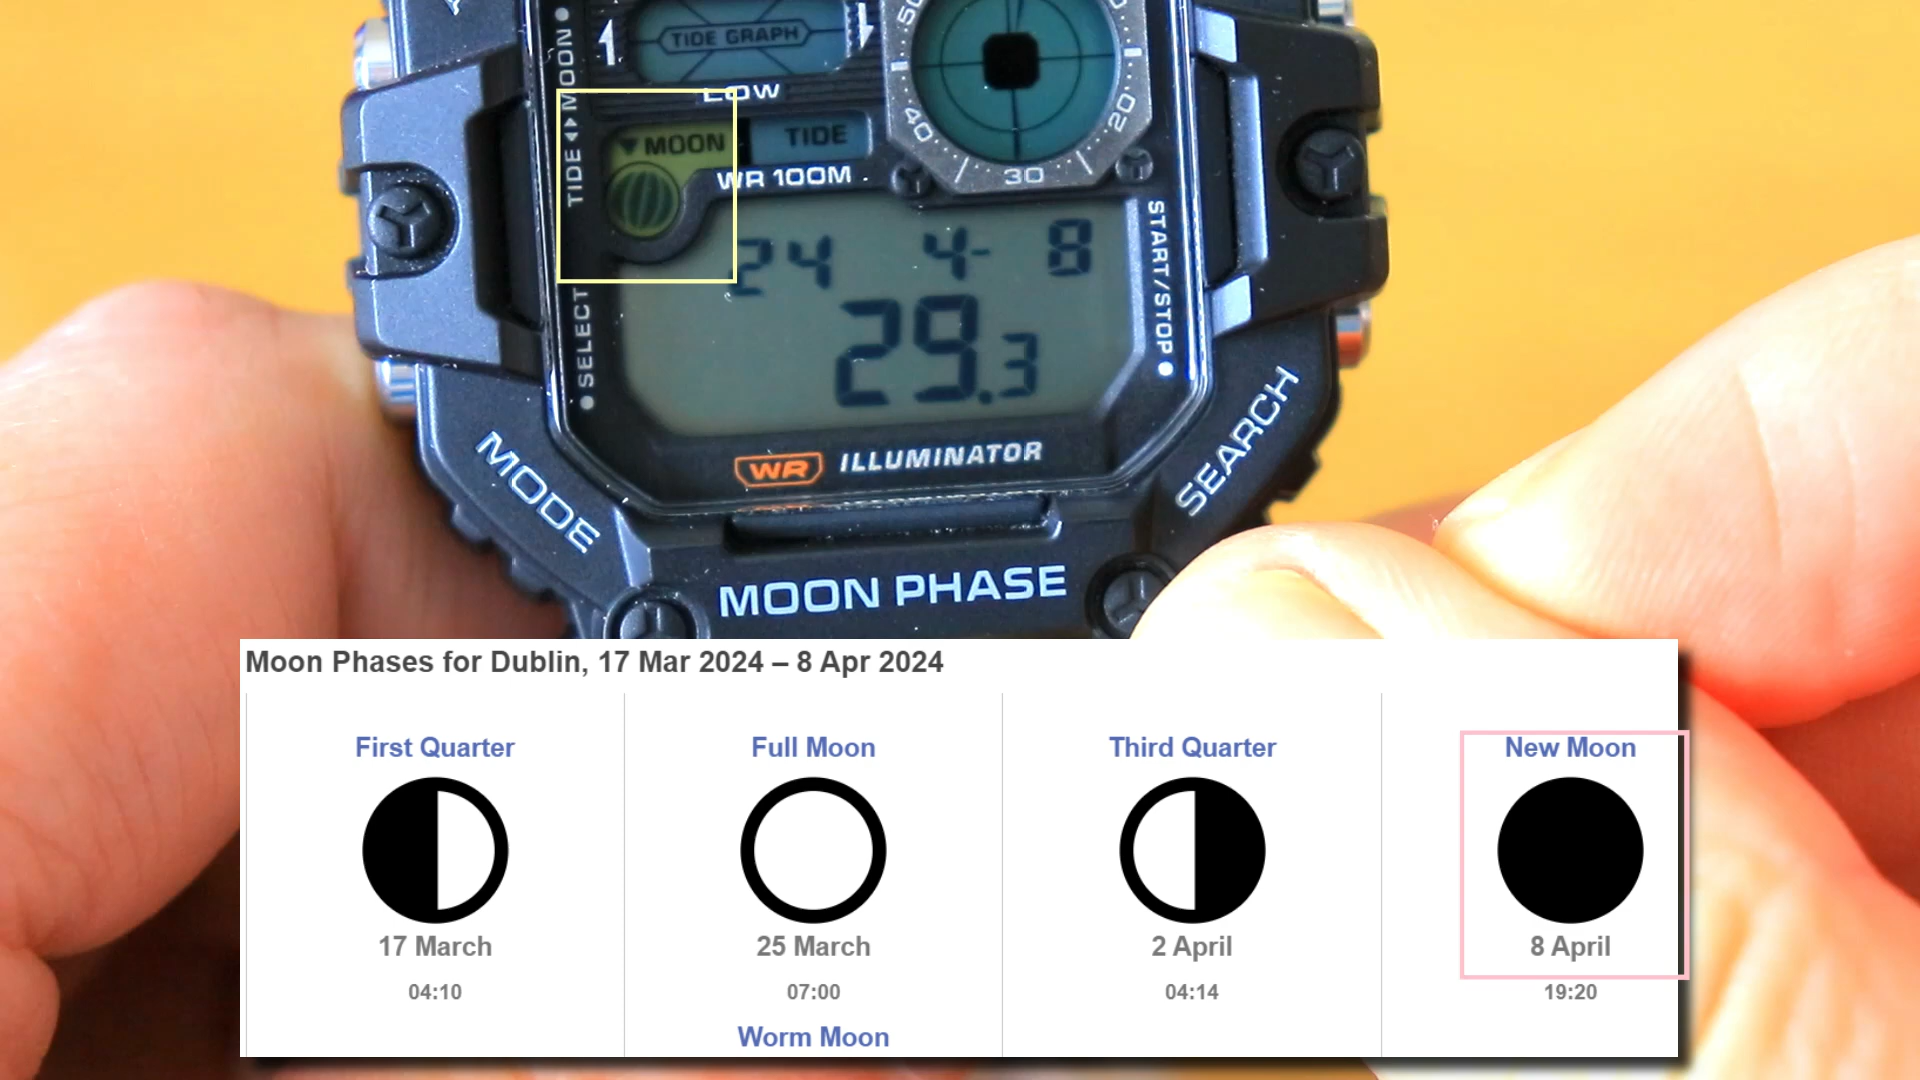 TIDE GRAPH
LOW
50
40
30
20
TIDE MOON
MOON
TIDE
WR 100M
24 4- 8
29.3
SELECT
START/STOP
WR ILLUMINATOR
MODE
SEARCH
MOON PHASE
Moon Phases for Dublin, 17 Mar 2024 – 8 Apr 2024
First Quarter
17 March
04:10
Full Moon
25 March
07:00
Worm Moon
Third Quarter
2 April
04:14
New Moon
8 April
19:20